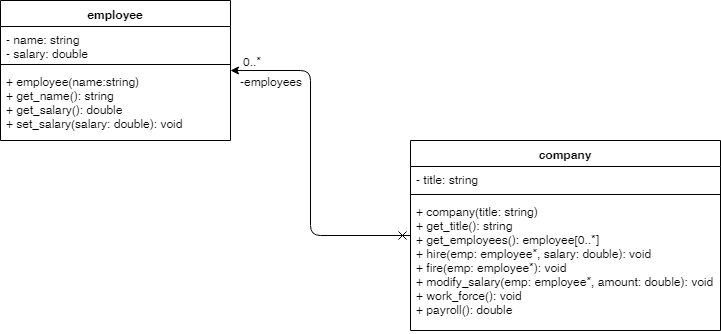 employee
- name: string
- salary: double
+ employee(name:string)
+ get_name(): string
+ get_salary(): double
+ set_salary(salary: double): void
0..*
-employees
company
- title: string
+ company(title: string)
+ get_title(): string
+ get_employees(): employee[0..*]
+ hire(emp: employee*, salary: double): void
+ fire(emp: employee*): void
+ modify_salary(emp: employee*, amount: double): void
+ work_force(): void
+ payroll(): double